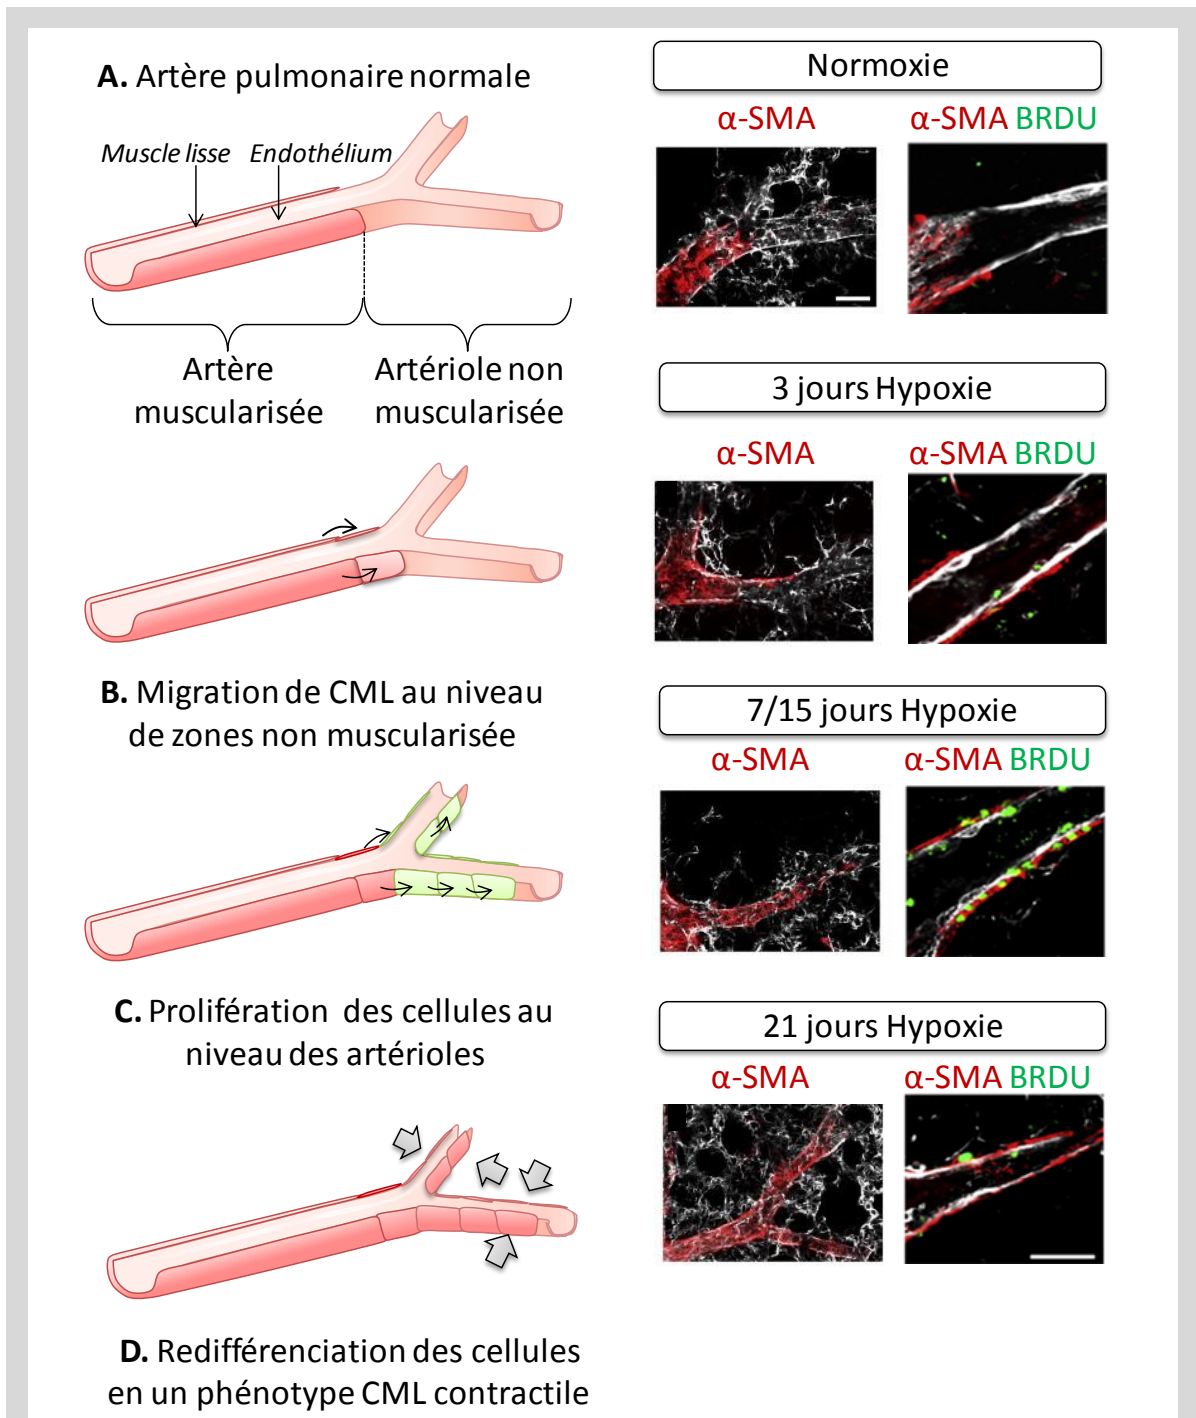 A. Artère pulmonaire normale
Muscle lisse
Endothélium
Artère
muscularisée
Artériole non
muscularisée
B. Migration de CML au niveau
de zones non muscularisée
C. Prolifération des cellules au
niveau des artérioles
D. Redifférenciation des cellules
en un phénotype CML contractile
Normoxie
α-SMA
α-SMA BRDU
3 jours Hypoxie
α-SMA
α-SMA BRDU
7/15 jours Hypoxie
α-SMA
α-SMA BRDU
21 jours Hypoxie
α-SMA
α-SMA BRDU